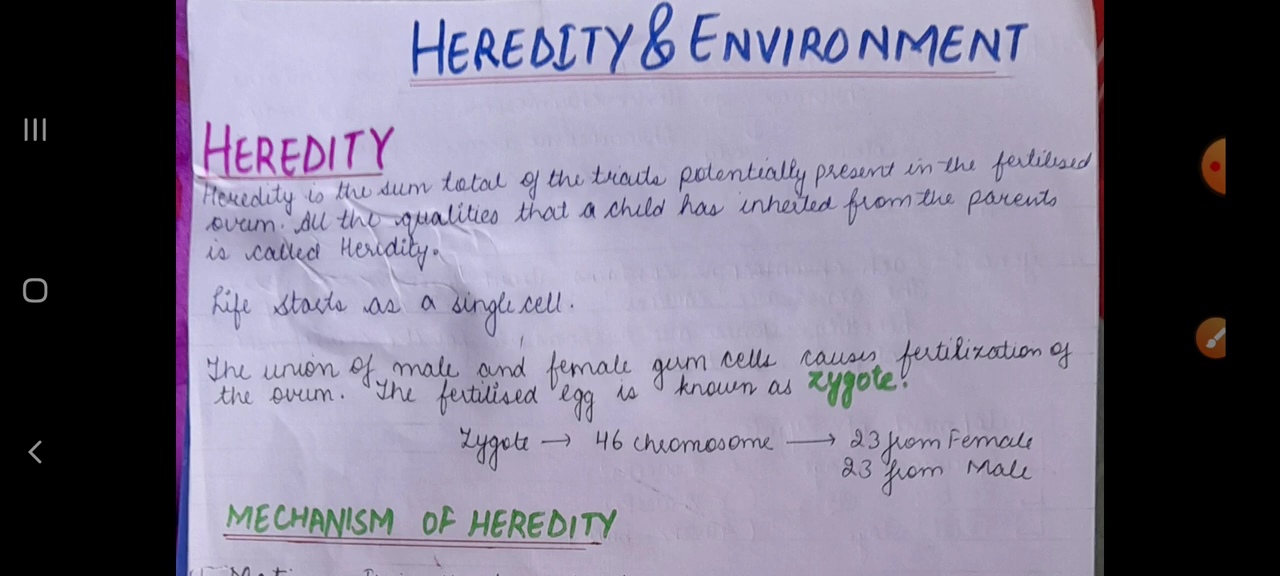 HEREDITY & ENVIRONMENT
HEREDITY
Heredity is the sum total of the traits potentially present in the fertilised
ovum. All the qualities that a child has inherited from the parents
is called Heridity.
Life starts as a single cell.
The union of male and female gum cells causes fertilization of
the ovum. The fertilised egg is known as zygote.
Zygote → 46 chromosome → 23 from Female
23 from Male
MECHANISM OF HEREDITY